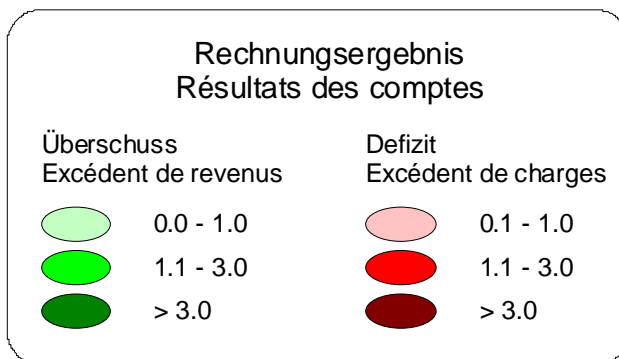 Rechnungsergebnis
Résultats des comptes
Überschuss
Excédent de revenus
0.0 - 1.0
1.1 - 3.0
> 3.0
Defizit
Excédent de charges
0.1 - 1.0
1.1 - 3.0
> 3.0